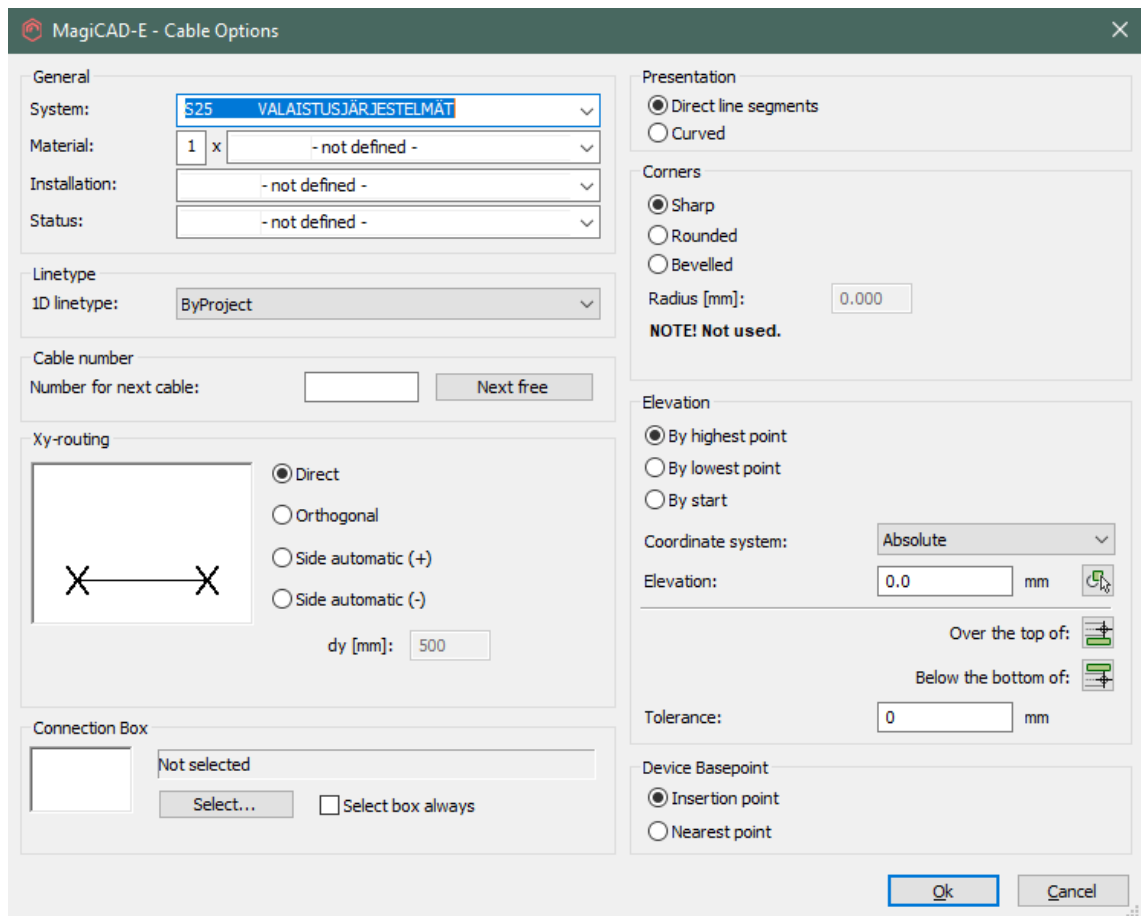 MagiCAD-E - Cable Options
General
System:
S25 VALAISTUSJÄRJESTELMÄT
Material:
1 x - not defined -
Installation:
- not defined -
Status:
- not defined -
Linetype
1D linetype:
ByProject
Cable number
Number for next cable:
Next free
Xy-routing
Direct
Orthogonal
Side automatic (+)
Side automatic (-)
dy [mm]: 500
Connection Box
Not selected
Select...
Select box always
Presentation
Direct line segments
Curved
Corners
Sharp
Rounded
Bevelled
Radius [mm]: 0.000
NOTE! Not used.
Elevation
By highest point
By lowest point
By start
Coordinate system: Absolute
Elevation: 0.0 mm
Over the top of:
Below the bottom of:
Tolerance: 0 mm
Device Basepoint
Insertion point
Nearest point
Ok
Cancel